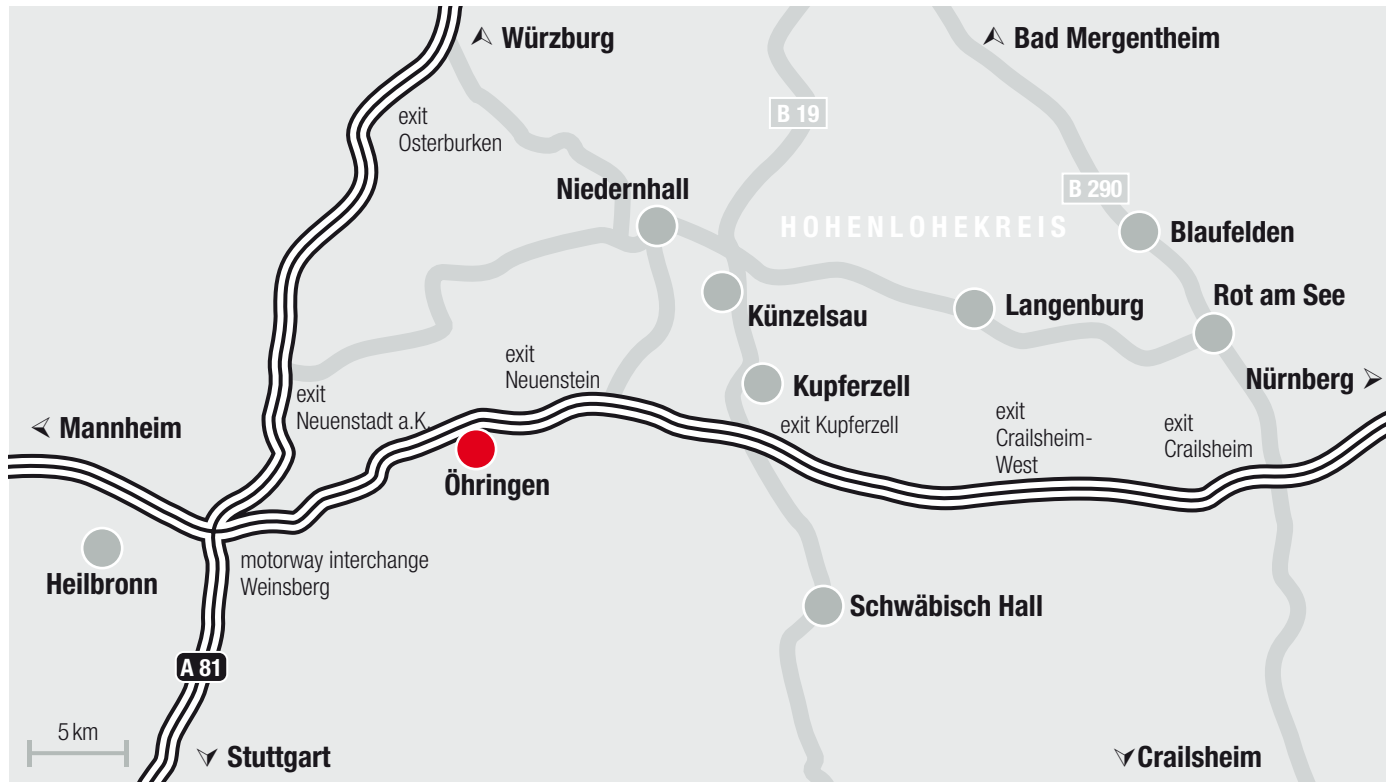 Würzburg
Bad Mergentheim
exit
Osterburken
B 19
Niedernhall
B 290
HOHENLOHEKREIS
Blaufelden
Künzelsau
Langenburg
Rot am See
exit
Neuenstein
Kupferzell
Nürnberg
exit
Neuenstadt a.K.
Mannheim
exit Kupferzell
exit
Crailsheim-
West
exit
Crailsheim
Öhringen
motorway interchange
Weinsberg
Heilbronn
Schwäbisch Hall
A 81
5 km
Stuttgart
Crailsheim